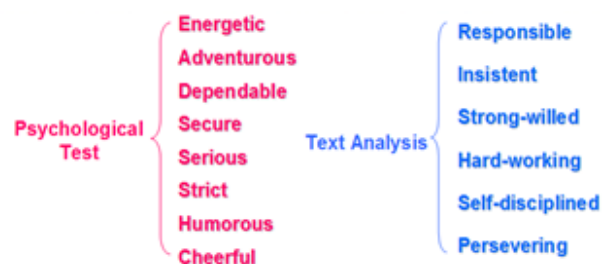 Psychological
Test
Energetic
Adventurous
Dependable
Secure
Serious
Strict
Humorous
Cheerful
Text Analysis
Responsible
Insistent
Strong-willed
Hard-working
Self-disciplined
Persevering